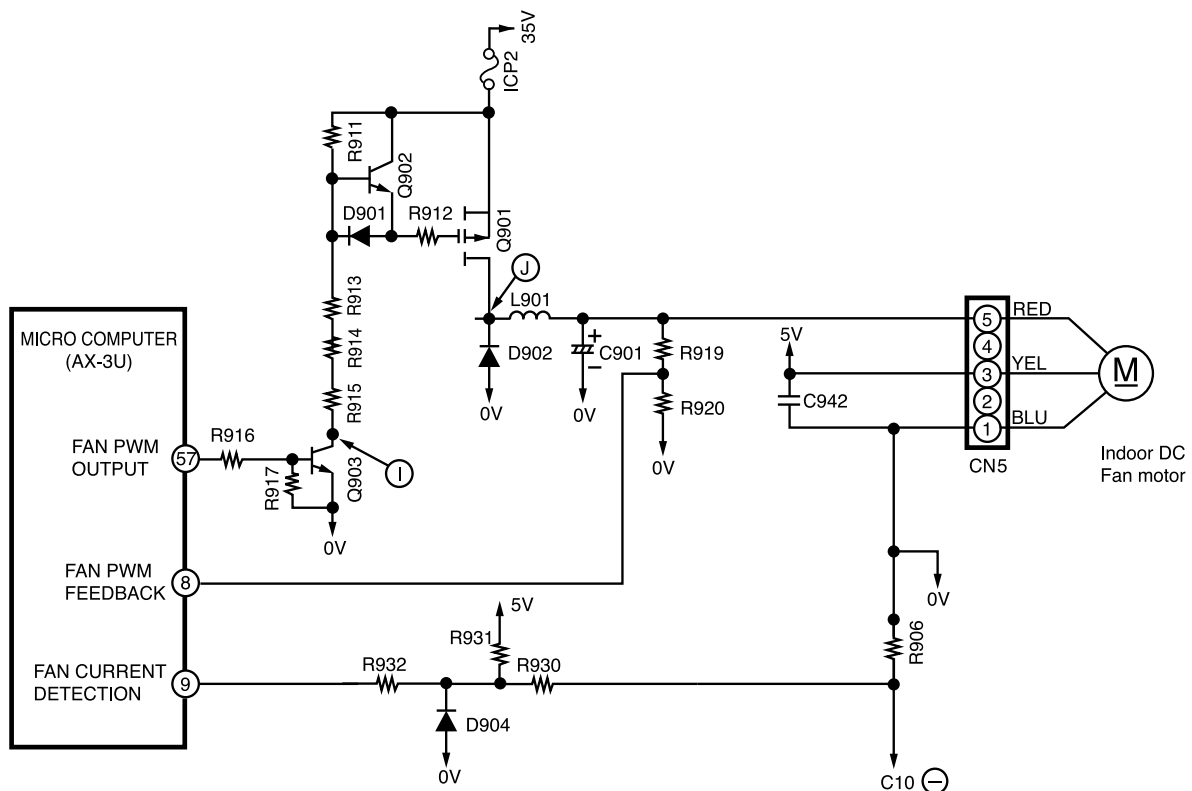 35V
ICP2
R911
Q902
D901
R912
Q901
J
L901
R913
MICRO COMPUTER
(AX-3U)
R914
D902
+
C901
−
R919
5V
5
RED
4
3
YEL
M
2
1
BLU
R915
0V
0V
R920
C942
CN5
Indoor DC
Fan motor
FAN PWM
OUTPUT
57
R916
R917
Q903
I
0V
0V
FAN PWM
FEEDBACK
8
0V
5V
R931
R906
FAN CURRENT
DETECTION
9
R932
R930
D904
0V
C10 −